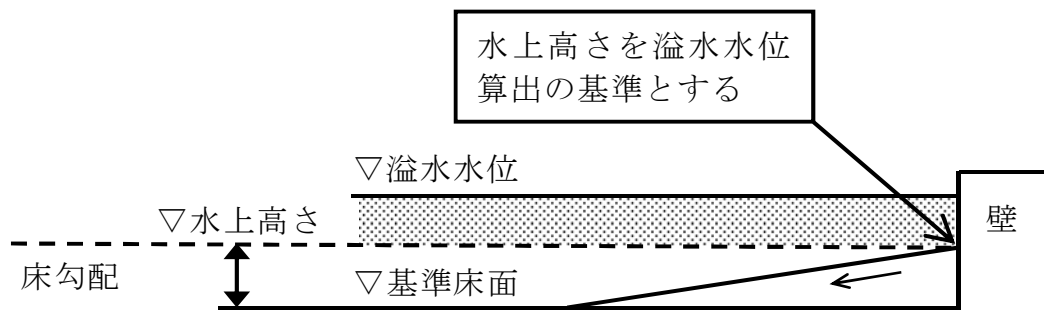 水上高さを溢水水位
算出の基準とする
▽溢水水位
▽水上高さ
壁
床勾配
▽基準床面